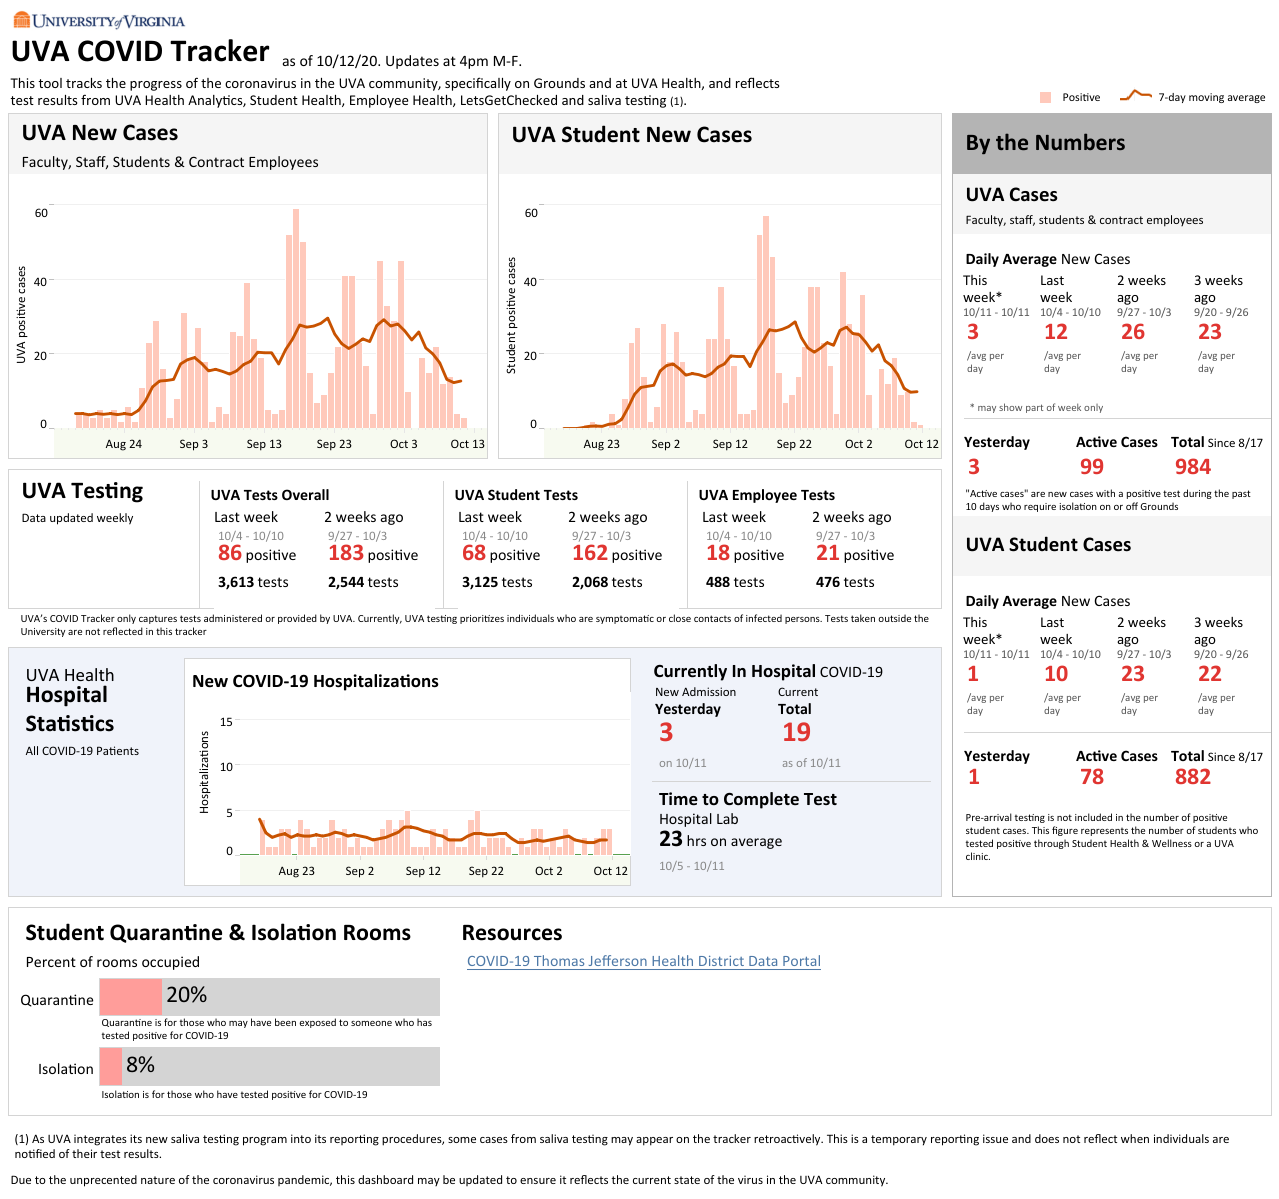 UNIVERSITY of VIRGINIA
UVA COVID Tracker as of 10/12/20. Updates at 4pm M-F.
This tool tracks the progress of the coronavirus in the UVA community, specifically on Grounds and at UVA Health, and reflects
test results from UVA Health Analytics, Student Health, Employee Health, LetsGetChecked and saliva testing (1).
Positive 7-day moving average
UVA New Cases
Faculty, Staff, Students & Contract Employees
UVA positive cases
60
40
20
0
Aug 24 Sep 3 Sep 13 Sep 23 Oct 3 Oct 13
UVA Student New Cases
Student positive cases
60
40
20
0
Aug 23 Sep 2 Sep 12 Sep 22 Oct 2 Oct 12
By the Numbers
UVA Cases
Faculty, staff, students & contract employees
Daily Average New Cases
This Last 2 weeks 3 weeks
week* week ago ago
10/11 - 10/11 10/4 - 10/10 9/27 - 10/3 9/20 - 9/26
3 12 26 23
/avg per /avg per /avg per /avg per
day day day day
* may show part of week only
Yesterday Active Cases Total Since 8/17
3 99 984
"Active cases" are new cases with a positive test during the past
10 days who require isolation on or off Grounds
UVA Student Cases
Daily Average New Cases
This Last 2 weeks 3 weeks
week* week ago ago
10/11 - 10/11 10/4 - 10/10 9/27 - 10/3 9/20 - 9/26
1 10 23 22
/avg per /avg per /avg per /avg per
day day day day
Yesterday Active Cases Total Since 8/17
1 78 882
Pre-arrival testing is not included in the number of positive
student cases. This figure represents the number of students who
tested positive through Student Health & Wellness or a UVA
clinic.
UVA Testing
Data updated weekly
UVA Tests Overall
Last week 2 weeks ago
10/4 - 10/10 9/27 - 10/3
86 positive 183 positive
3,613 tests 2,544 tests
UVA Student Tests
Last week 2 weeks ago
10/4 - 10/10 9/27 - 10/3
68 positive 162 positive
3,125 tests 2,068 tests
UVA Employee Tests
Last week 2 weeks ago
10/4 - 10/10 9/27 - 10/3
18 positive 21 positive
488 tests 476 tests
UVA's COVID Tracker only captures tests administered or provided by UVA. Currently, UVA testing prioritizes individuals who are symptomatic or close contacts of infected persons. Tests taken outside the
University are not reflected in this tracker
UVA Health
Hospital
Statistics
All COVID-19 Patients
New COVID-19 Hospitalizations
Hospitalizations
15
10
5
0
Aug 23 Sep 2 Sep 12 Sep 22 Oct 2 Oct 12
Currently In Hospital COVID-19
New Admission Current
Yesterday Total
3 19
on 10/11 as of 10/11
Time to Complete Test
Hospital Lab
23 hrs on average
10/5 - 10/11
Student Quarantine & Isolation Rooms
Percent of rooms occupied
Quarantine 20%
Quarantine is for those who may have been exposed to someone who has
tested positive for COVID-19
Isolation 8%
Isolation is for those who have tested positive for COVID-19
Resources
COVID-19 Thomas Jefferson Health District Data Portal
(1) As UVA integrates its new saliva testing program into its reporting procedures, some cases from saliva testing may appear on the tracker retroactively. This is a temporary reporting issue and does not reflect when individuals are
notified of their test results.
Due to the unprecented nature of the coronavirus pandemic, this dashboard may be updated to ensure it reflects the current state of the virus in the UVA community.